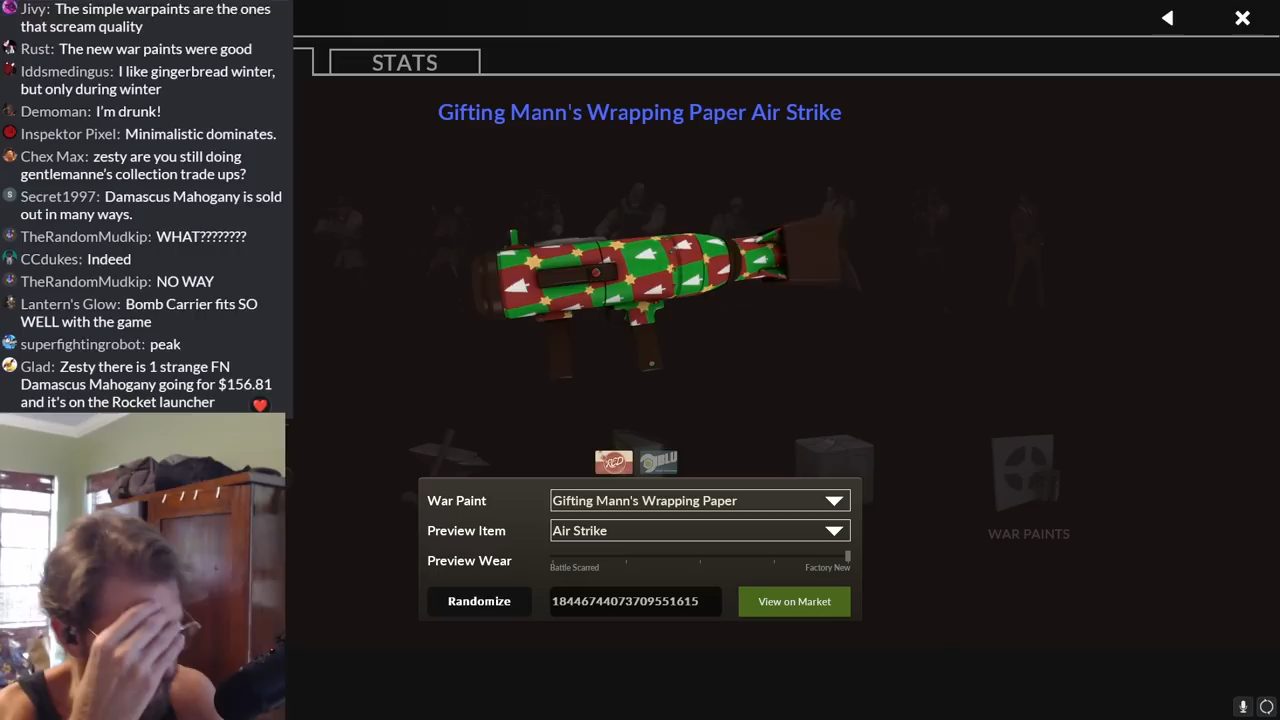 Jivy: The simple warpaints are the ones
that scream quality
Rust: The new war paints were good
Iddsmedingus: I like gingerbread winter,
but only during winter
Demoman: I'm drunk!
Inspektor Pixel: Minimalistic dominates.
Chex Max: zesty are you still doing
gentlemanne's collection trade ups?
Secret1997: Damascus Mahogany is sold
out in many ways.
TheRandomMudkip: WHAT????????
CCdukes: Indeed
TheRandomMudkip: NO WAY
Lantern's Glow: Bomb Carrier fits SO
WELL with the game
superfightingrobot: peak
Glad: Zesty there is 1 strange FN
Damascus Mahogany going for $156.81
and it's on the Rocket launcher
STATS
Gifting Mann's Wrapping Paper Air Strike
RED
BLU
War Paint
Gifting Mann's Wrapping Paper
Preview Item
Air Strike
Preview Wear
Battle Scarred
Factory New
Randomize
18446744073709551615
View on Market
WAR PAINTS